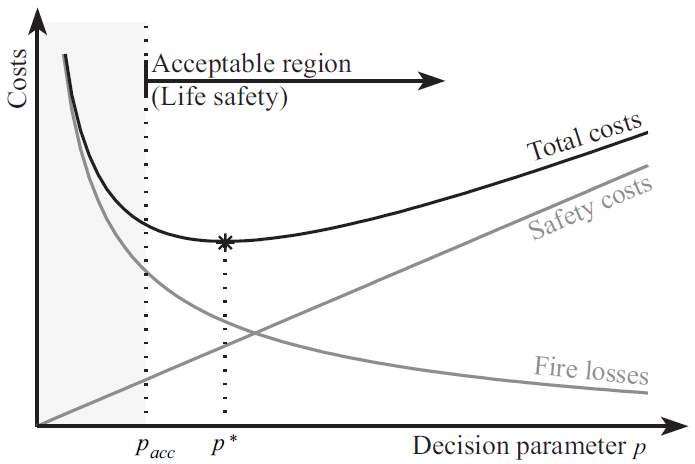 Costs
Acceptable region
(Life safety)
Total costs
Safety costs
Fire losses
p_acc
p*
Decision parameter p